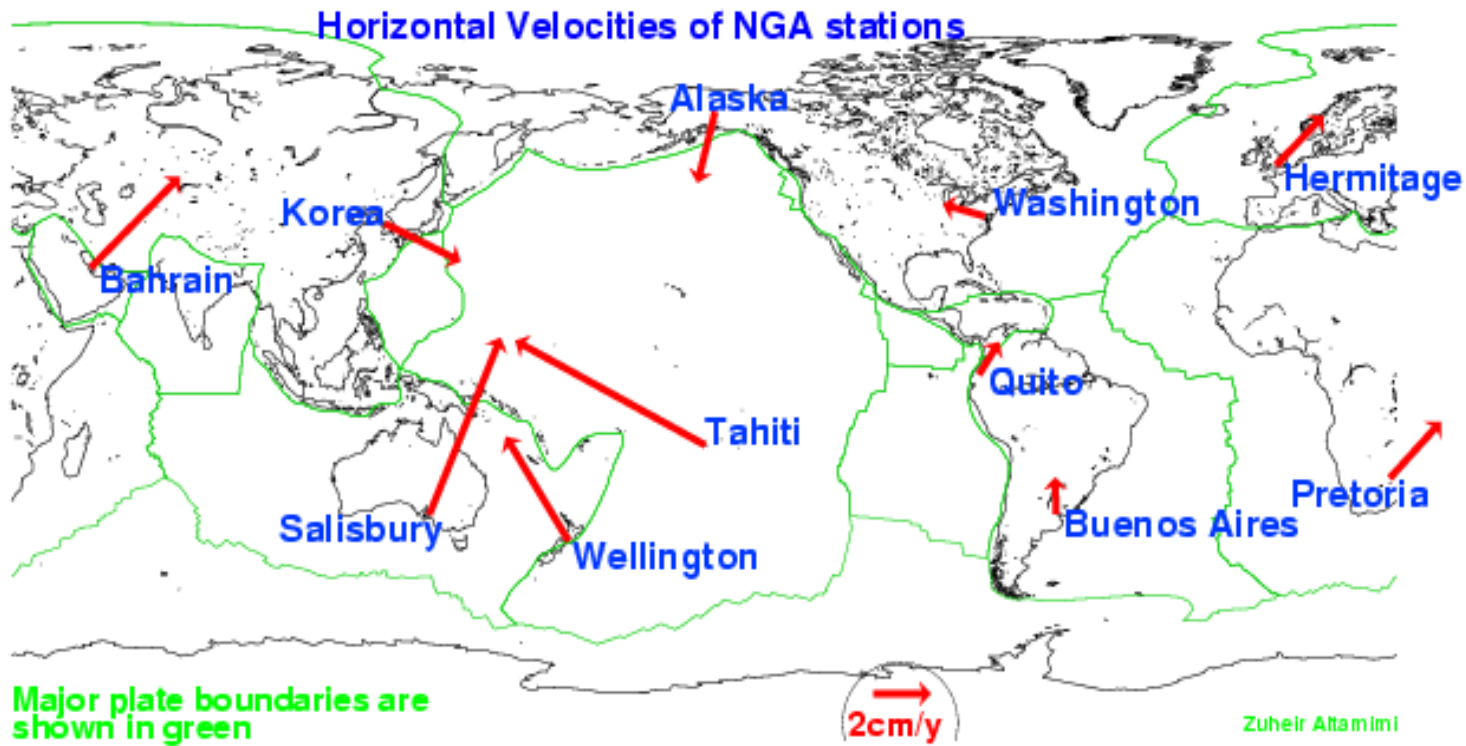 Horizontal Velocities of NGA stations
Alaska
Hermitage
Washington
Korea
Bahrain
Quito
Tahiti
Pretoria
Salisbury
Buenos Aires
Wellington
Major plate boundaries are
shown in green
2cm/y
Zuheir Altamimi